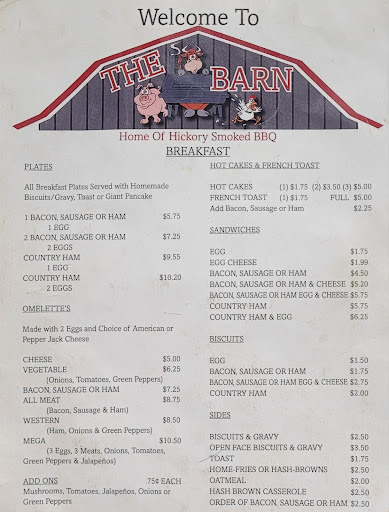 Welcome To
THE BARN
Home Of Hickory Smoked BBQ
BREAKFAST
PLATES
All Breakfast Plates Served with Homemade
Biscuits/Gravy, Toast or Giant Pancake
1 BACON, SAUSAGE OR HAM $5.75
1 EGG
2 BACON, SAUSAGE OR HAM $7.25
2 EGGS
COUNTRY HAM $9.55
1 EGG
COUNTRY HAM $10.20
2 EGGS
OMELETTE's
Made with 2 Eggs and Choice of American or
Pepper Jack Cheese
CHEESE $5.00
VEGETABLE $6.25
(Onions, Tomatoes, Green Peppers)
BACON, SAUSAGE OR HAM $7.25
ALL MEAT $8.75
(Bacon, Sausage & Ham)
WESTERN $8.50
(Ham, Onions & Green Peppers)
MEGA $10.50
(3 Eggs, 3 Meats, Onions, Tomatoes,
Green Peppers & Jalapeños)
ADD ONS .75¢ EACH
Mushrooms, Tomatoes, Jalapeños, Onions or
Green Peppers
HOT CAKES & FRENCH TOAST
HOT CAKES (1) $1.75 (2) $3.50 (3) $5.00
FRENCH TOAST (1) $1.75 FULL $5.00
Add Bacon, Sausage or Ham $2.25
SANDWICHES
EGG $1.75
EGG CHEESE $1.99
BACON, SAUSAGE OR HAM $4.50
BACON, SAUSAGE OR HAM & CHEESE $5.20
BACON, SAUSAGE OR HAM EGG & CHEESE $5.75
COUNTRY HAM $5.75
COUNTRY HAM & EGG $6.25
BISCUITS
EGG $1.50
BACON, SAUSAGE OR HAM $1.75
BACON, SAUSAGE OR HAM EGG & CHEESE $2.75
COUNTRY HAM $2.00
SIDES
BISCUITS & GRAVY $2.50
OPEN FACE BISCUITS & GRAVY $3.50
TOAST $1.75
HOME-FRIES OR HASH-BROWNS $2.50
OATMEAL $2.00
HASH BROWN CASSEROLE $2.50
ORDER OF BACON, SAUSAGE OR HAM $2.50